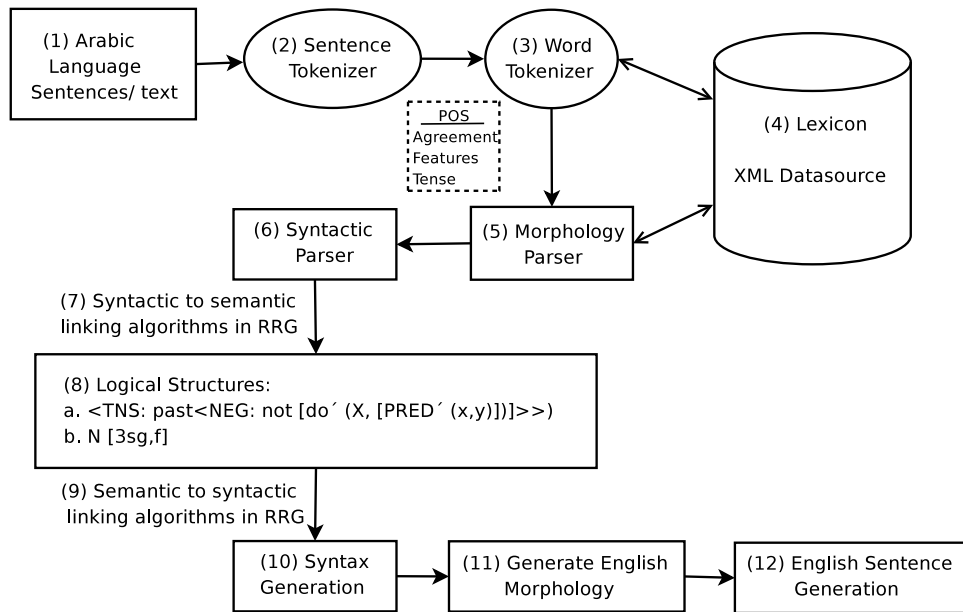 (1) Arabic
Language
Sentences/ text
(2) Sentence
Tokenizer
(3) Word
Tokenizer
(4) Lexicon
XML Datasource
POS
Agreement
Features
Tense
(5) Morphology
Parser
(6) Syntactic
Parser
(7) Syntactic to semantic
linking algorithms in RRG
(8) Logical Structures:
a. <TNS: past<NEG: not [do´ (X, [PRED´ (x,y)])]>>)
b. N [3sg,f]
(9) Semantic to syntactic
linking algorithms in RRG
(10) Syntax
Generation
(11) Generate English
Morphology
(12) English Sentence
Generation